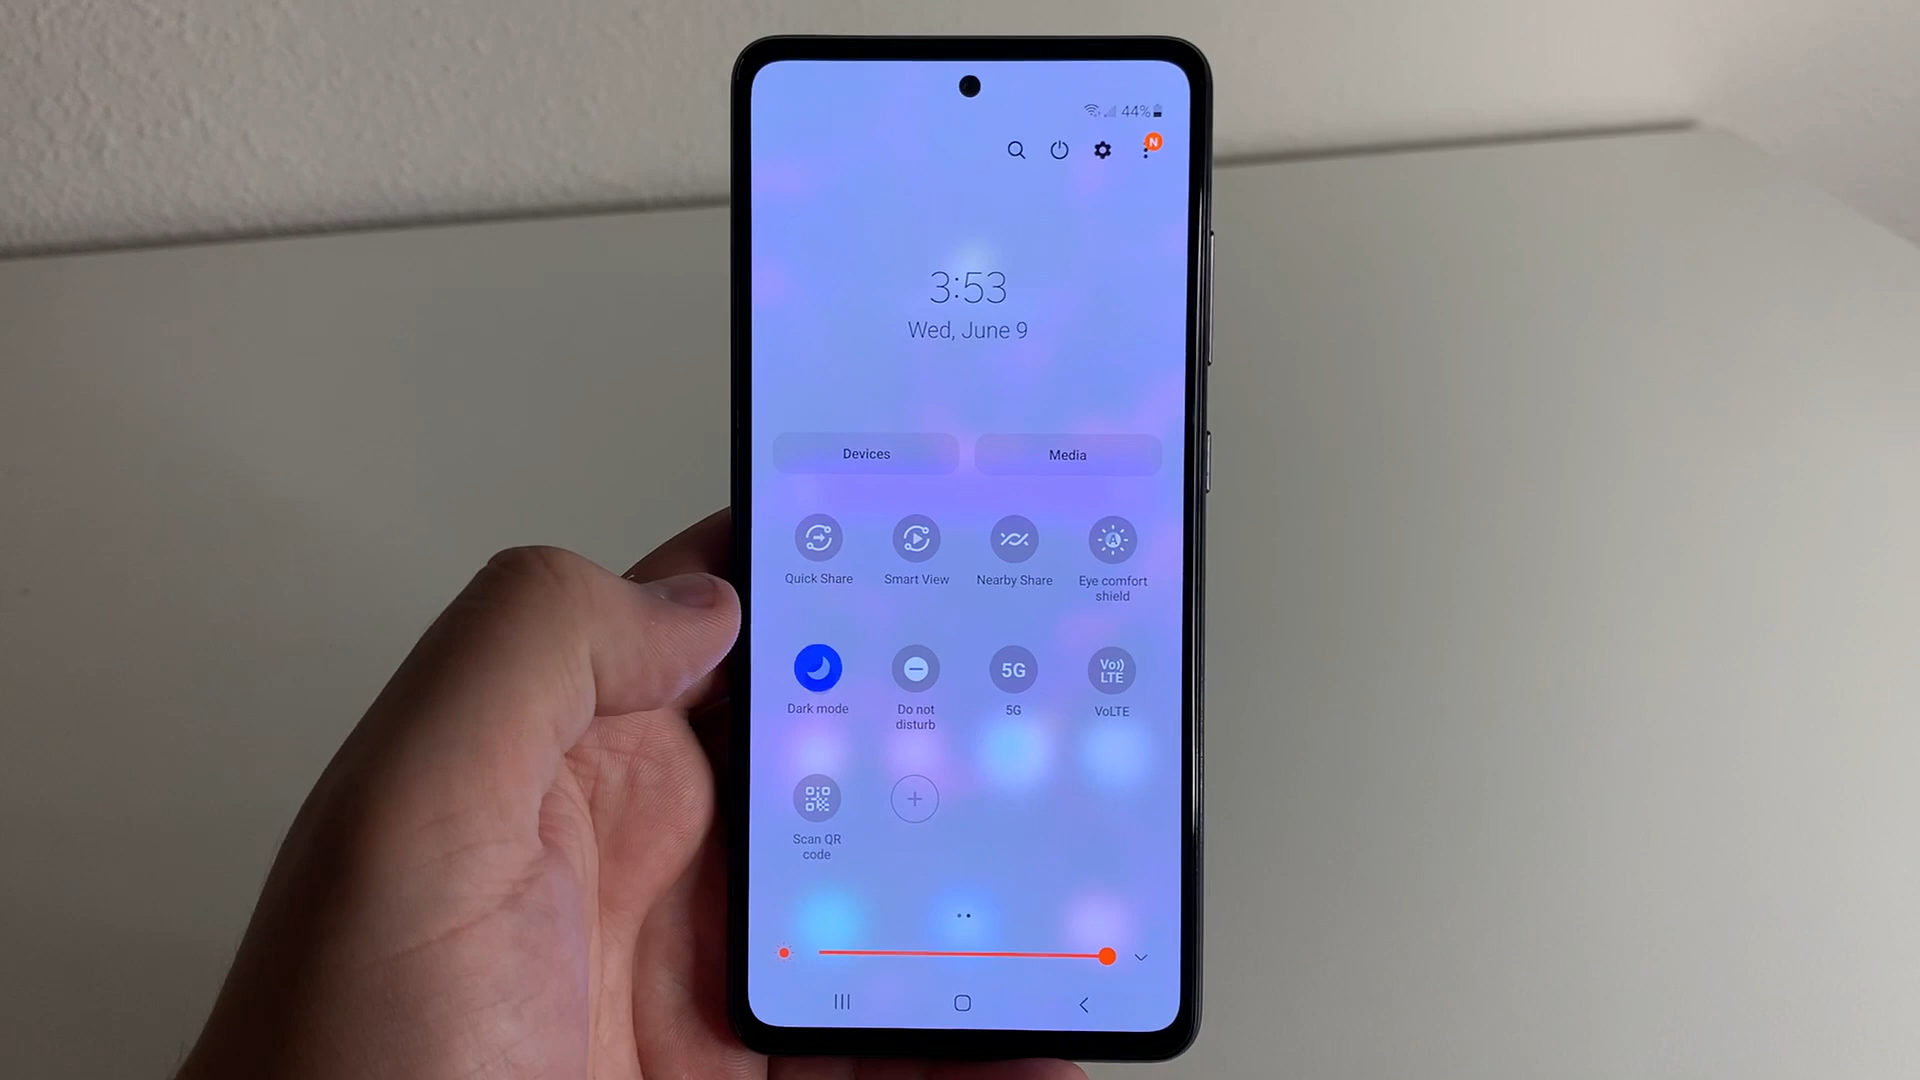 44%
N
3:53
Wed, June 9
Devices
Media
Quick Share
Smart View
Nearby Share
Eye comfort
shield
A
Dark mode
Do not
disturb
5G
5G
Vo))
LTE
VoLTE
Scan QR
code